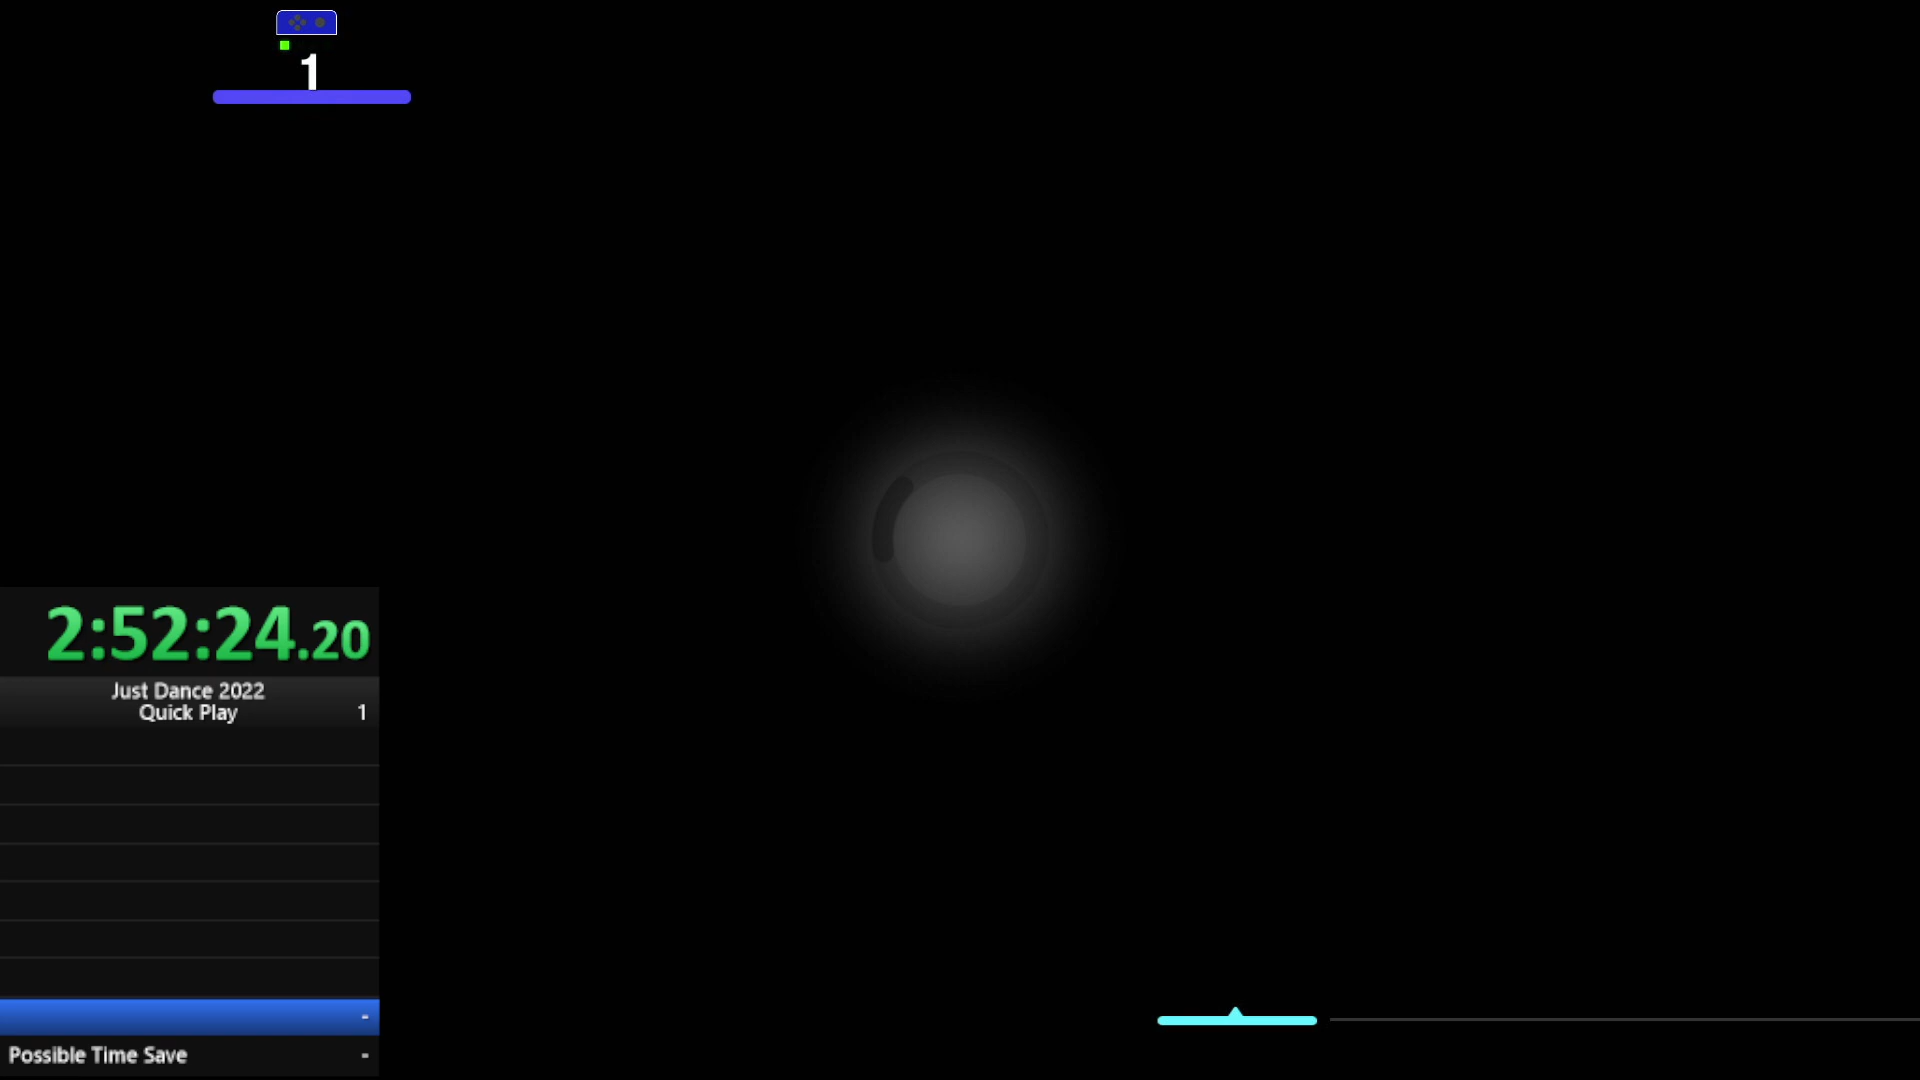 1
2:52:24.20
Just Dance 2022
Quick Play 1
-
Possible Time Save -